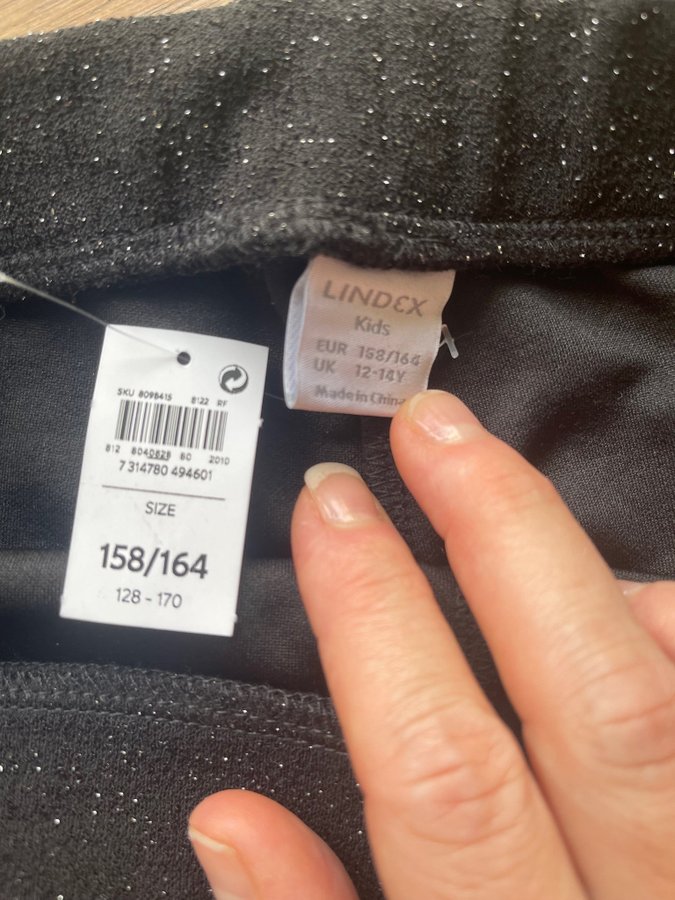 SKU 8098415 8122 RF
812 8040828 80 2010
7 314780 494601
SIZE
158/164
128 - 170
LINDEX
Kids
EUR 158/164
UK 12-14Y
Made in China